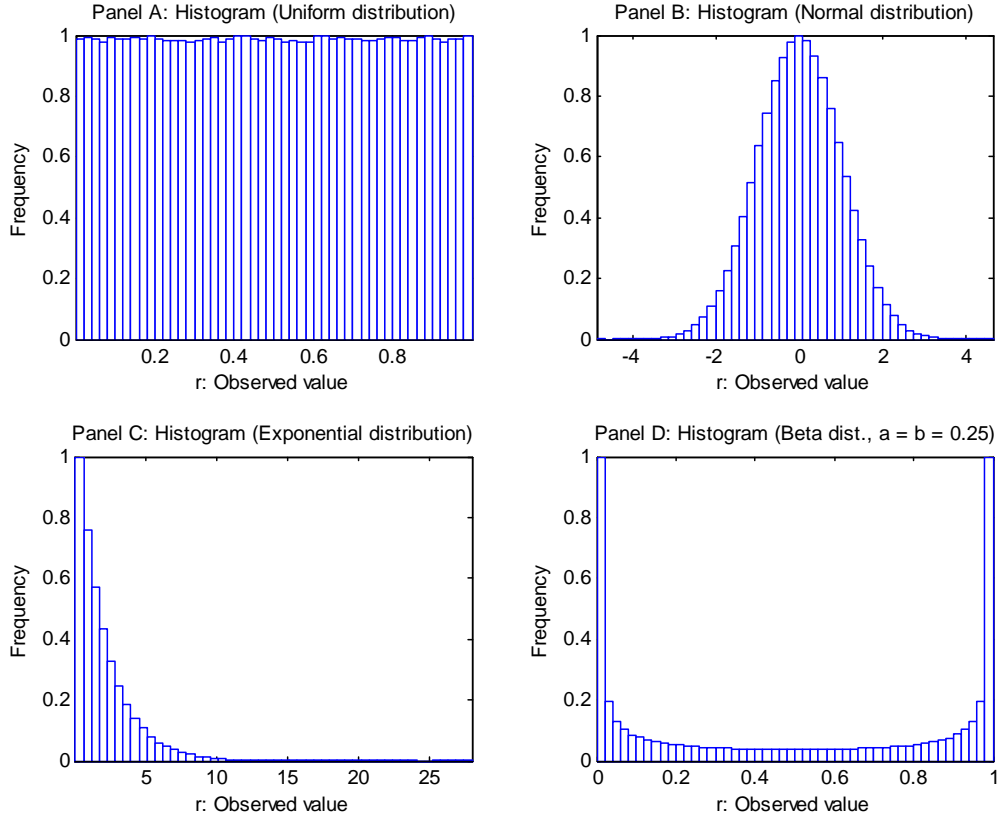 Panel A: Histogram (Uniform distribution)
1
0.8
0.6
0.4
0.2
0
Frequency
0.2 0.4 0.6 0.8
r: Observed value
Panel B: Histogram (Normal distribution)
1
0.8
0.6
0.4
0.2
0
Frequency
-4 -2 0 2 4
r: Observed value
Panel C: Histogram (Exponential distribution)
1
0.8
0.6
0.4
0.2
0
Frequency
5 10 15 20 25
r: Observed value
Panel D: Histogram (Beta dist., a = b = 0.25)
1
0.8
0.6
0.4
0.2
0
Frequency
0 0.2 0.4 0.6 0.8 1
r: Observed value